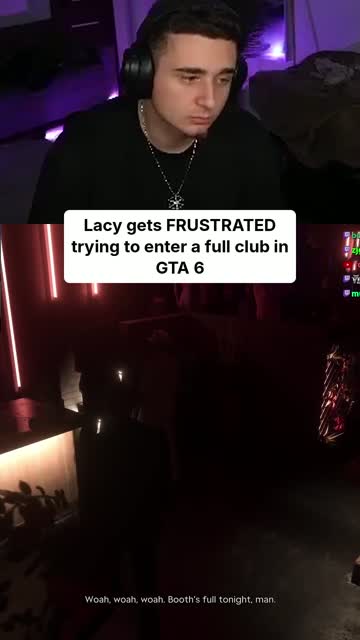 Lacy gets FRUSTRATED
trying to enter a full club in
GTA 6
Woah, woah, woah. Booth's full tonight, man.